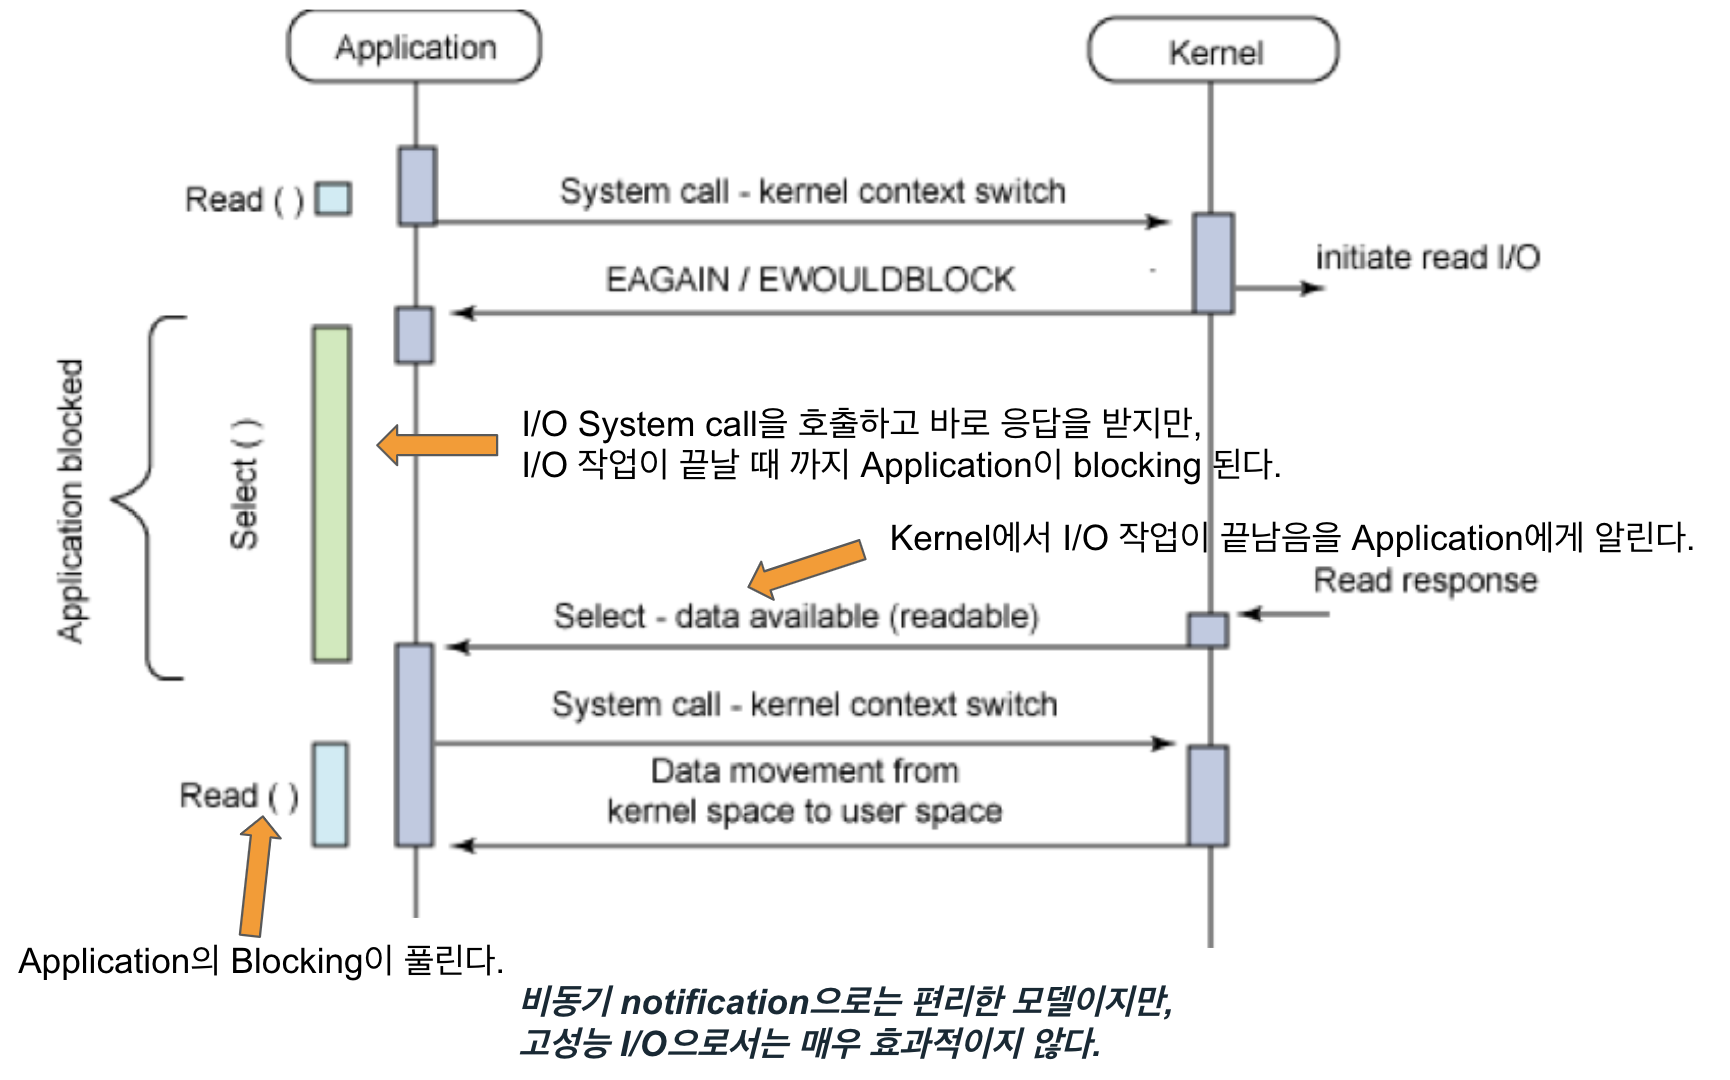 Application
Kernel
Read ( )
System call - kernel context switch
initiate read I/O
EAGAIN / EWOULDBLOCK
Application blocked
Select ( )
I/O System call을 호출하고 바로 응답을 받지만,
I/O 작업이 끝날 때 까지 Application이 blocking 된다.
Kernel에서 I/O 작업이 끝남음을 Application에게 알린다.
Read response
Select - data available (readable)
System call - kernel context switch
Data movement from
kernel space to user space
Read ( )
Application의 Blocking이 풀린다.
비동기 notification으로는 편리한 모델이지만,
고성능 I/O으로서는 매우 효과적이지 않다.